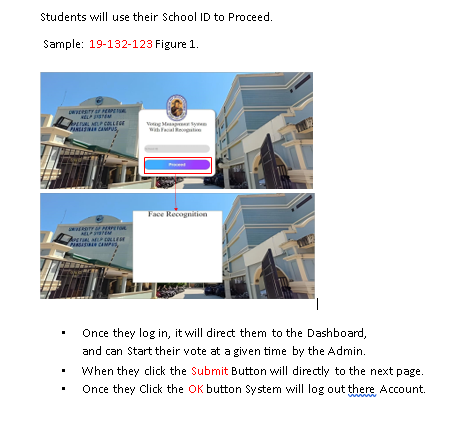 Students will use their School ID to Proceed.
Sample: 19-132-123 Figure 1.
UNIVERSITY OF PERPETUAL
HELP SYSTEM
PERPETUAL HELP COLLEGE
PANGASINAN CAMPUS
Voting Management System
With Facial Recognition
Proceed
UNIVERSITY OF PERPETUAL
HELP SYSTEM
PERPETUAL HELP COLLEGE
PANGASINAN CAMPUS
Face Recognition
• Once they log in, it will direct them to the Dashboard,
and can Start their vote at a given time by the Admin.
• When they click the Submit Button will directly to the next page.
• Once they Click the OK button System will log out there Account.